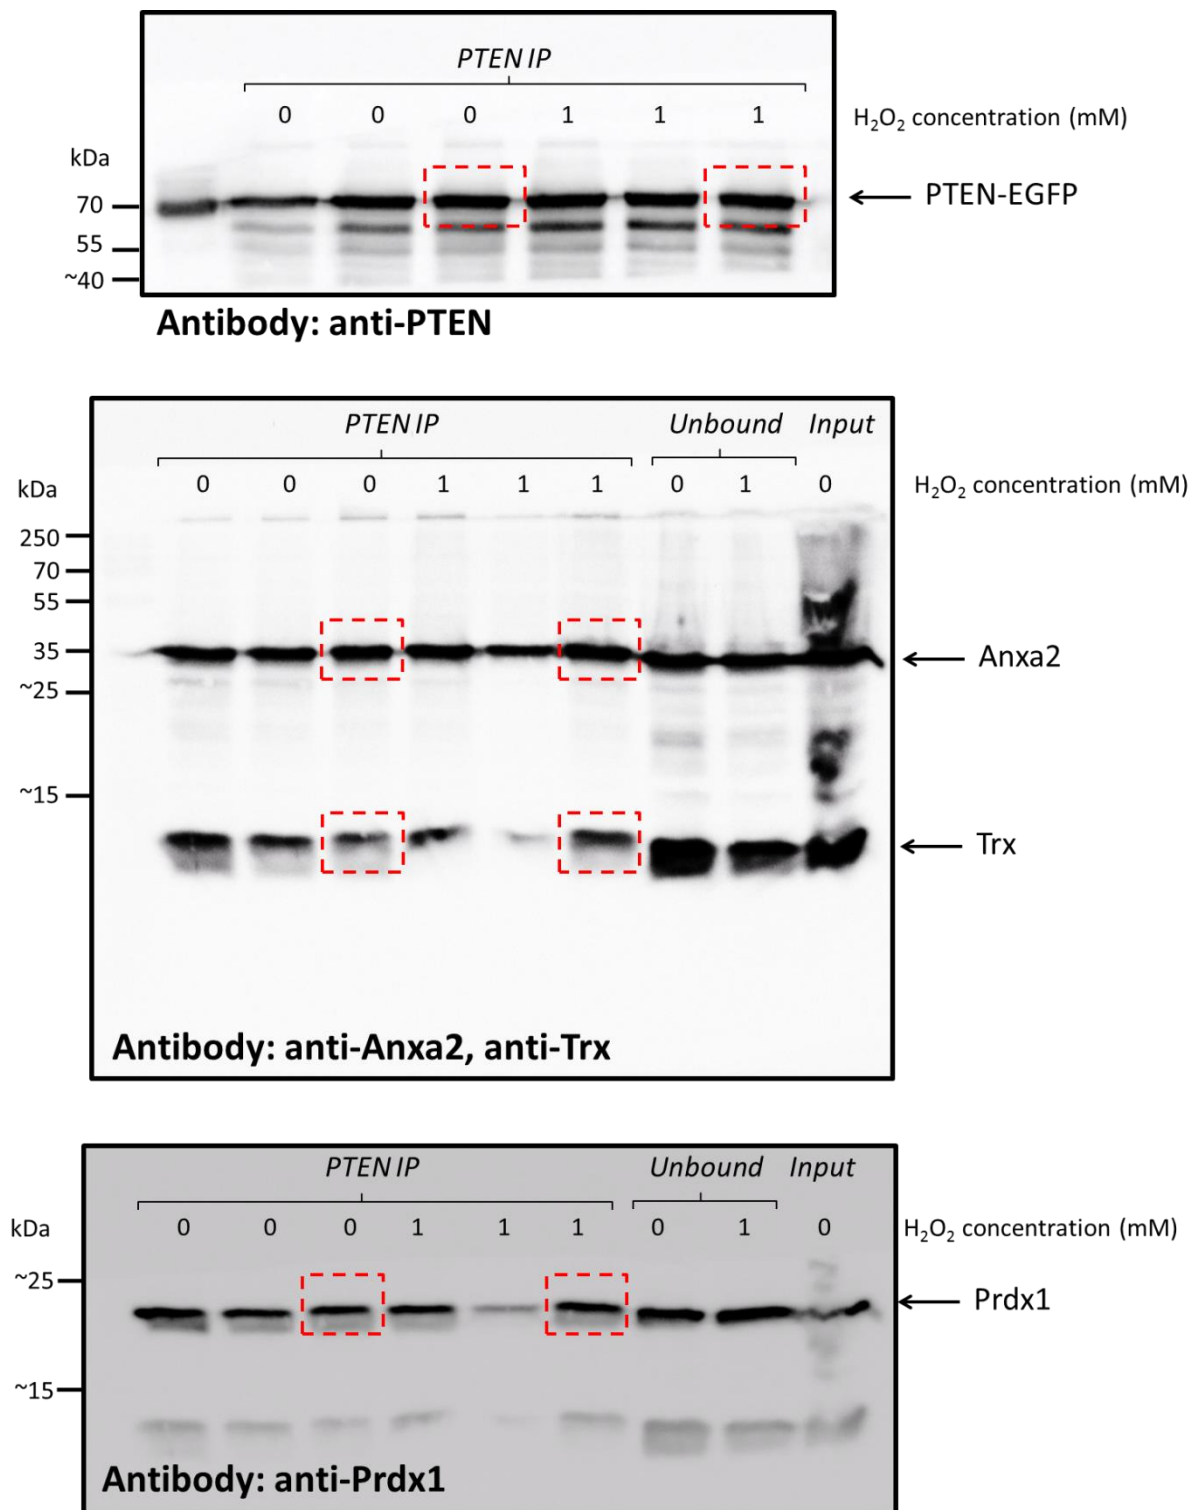 PTEN IP
0 0 0 1 1 1 H₂O₂ concentration (mM)
kDa
70
PTEN-EGFP
55
~40
Antibody: anti-PTEN
PTEN IP Unbound Input
0 0 0 1 1 1 0 1 0 H₂O₂ concentration (mM)
kDa
250
70
55
35
Anxa2
~25
~15
Trx
Antibody: anti-Anxa2, anti-Trx
PTEN IP Unbound Input
0 0 0 1 1 1 0 1 0 H₂O₂ concentration (mM)
kDa
~25
Prdx1
~15
Antibody: anti-Prdx1